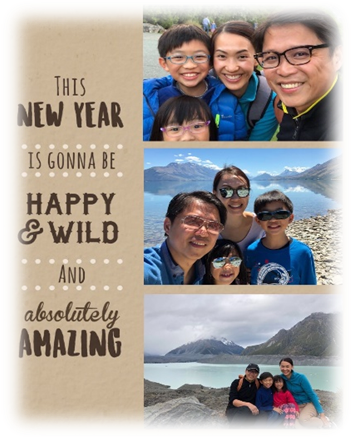 This
NEW YEAR
IS GONNA BE
HAPPY
& WILD
And
absolutely
AMAZING